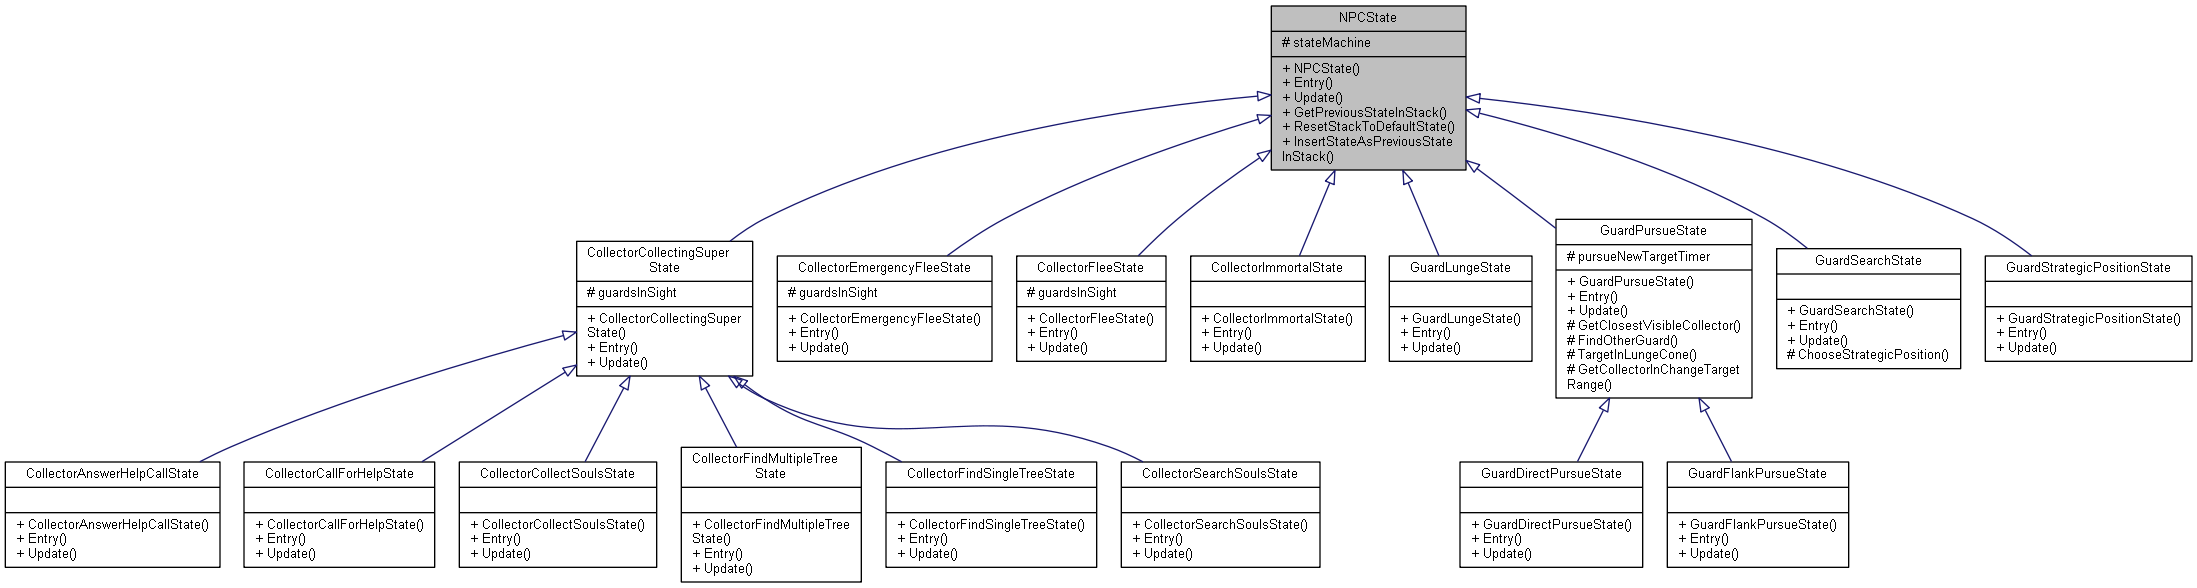 NPCState
# stateMachine
+ NPCState()
+ Entry()
+ Update()
+ GetPreviousStateInStack()
+ ResetStackToDefaultState()
+ InsertStateAsPreviousState
InStack()
CollectorCollectingSuper
State
# guardsInSight
+ CollectorCollectingSuper
State()
+ Entry()
+ Update()
CollectorEmergencyFleeState
# guardsInSight
+ CollectorEmergencyFleeState()
+ Entry()
+ Update()
CollectorFleeState
# guardsInSight
+ CollectorFleeState()
+ Entry()
+ Update()
CollectorImmortalState
+ CollectorImmortalState()
+ Entry()
+ Update()
GuardLungeState
+ GuardLungeState()
+ Entry()
+ Update()
GuardPursueState
# pursueNewTargetTimer
+ GuardPursueState()
+ Entry()
+ Update()
# GetClosestVisibleCollector()
# FindOtherGuard()
# TargetInLungeCone()
# GetCollectorInChangeTarget
Range()
GuardSearchState
+ GuardSearchState()
+ Entry()
+ Update()
# ChooseStrategicPosition()
GuardStrategicPositionState
+ GuardStrategicPositionState()
+ Entry()
+ Update()
CollectorAnswerHelpCallState
+ CollectorAnswerHelpCallState()
+ Entry()
+ Update()
CollectorCallForHelpState
+ CollectorCallForHelpState()
+ Entry()
+ Update()
CollectorCollectSoulsState
+ CollectorCollectSoulsState()
+ Entry()
+ Update()
CollectorFindMultipleTree
State
+ CollectorFindMultipleTree
State()
+ Entry()
+ Update()
CollectorFindSingleTreeState
+ CollectorFindSingleTreeState()
+ Entry()
+ Update()
CollectorSearchSoulsState
+ CollectorSearchSoulsState()
+ Entry()
+ Update()
GuardDirectPursueState
+ GuardDirectPursueState()
+ Entry()
+ Update()
GuardFlankPursueState
+ GuardFlankPursueState()
+ Entry()
+ Update()